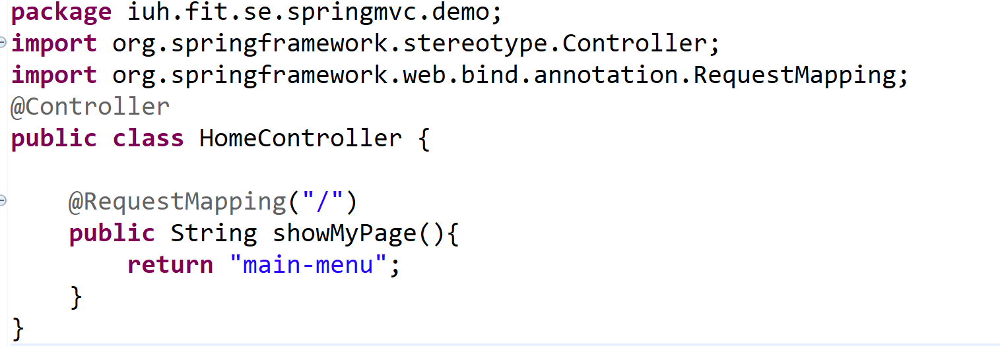 package iuh.fit.se.springmvc.demo;
import org.springframework.stereotype.Controller;
import org.springframework.web.bind.annotation.RequestMapping;
@Controller
public class HomeController {
@RequestMapping("/")
public String showMyPage(){
return "main-menu";
}
}